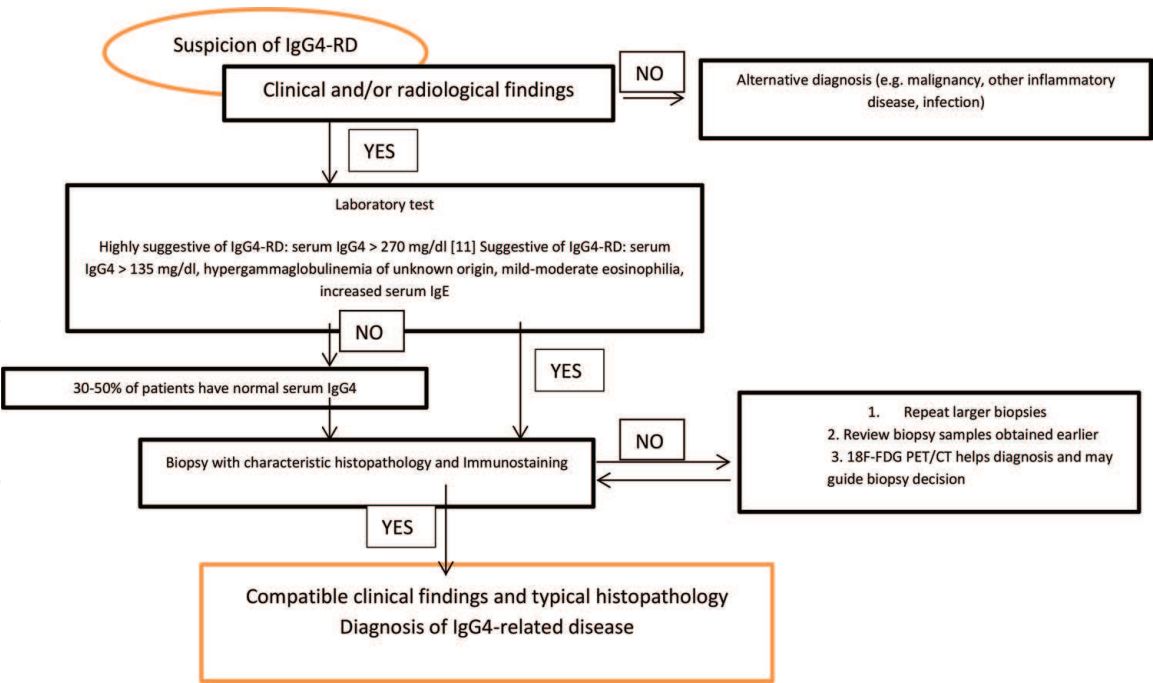 Suspicion of IgG4-RD
Clinical and/or radiological findings
NO
Alternative diagnosis (e.g. malignancy, other inflammatory
disease, infection)
YES
Laboratory test
Highly suggestive of IgG4-RD: serum IgG4 > 270 mg/dl [11] Suggestive of IgG4-RD: serum
IgG4 > 135 mg/dl, hypergammaglobulinemia of unknown origin, mild-moderate eosinophilia,
increased serum IgE
NO
YES
30-50% of patients have normal serum IgG4
Biopsy with characteristic histopathology and Immunostaining
NO
1. Repeat larger biopsies
2. Review biopsy samples obtained earlier
3. 18F-FDG PET/CT helps diagnosis and may
guide biopsy decision
YES
Compatible clinical findings and typical histopathology
Diagnosis of IgG4-related disease